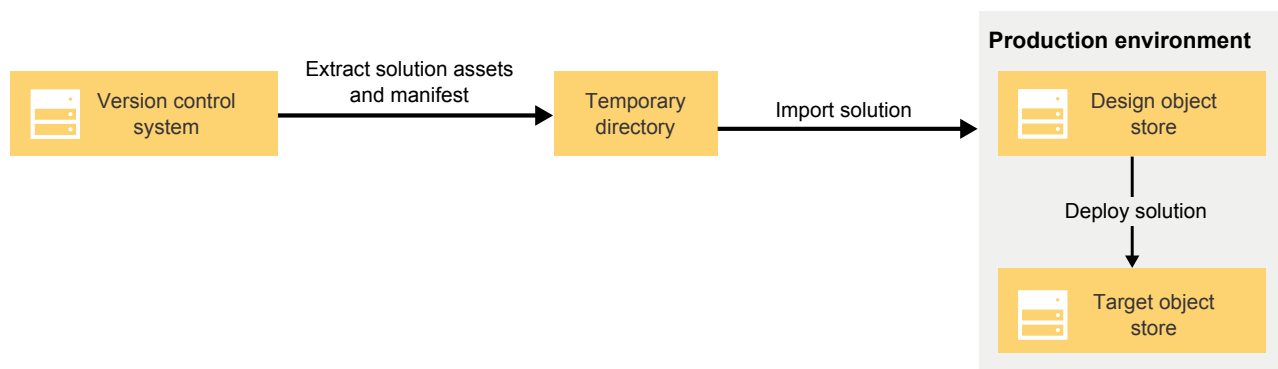 Version control
system
Extract solution assets
and manifest
Temporary
directory
Import solution
Production environment
Design object
store
Deploy solution
Target object
store